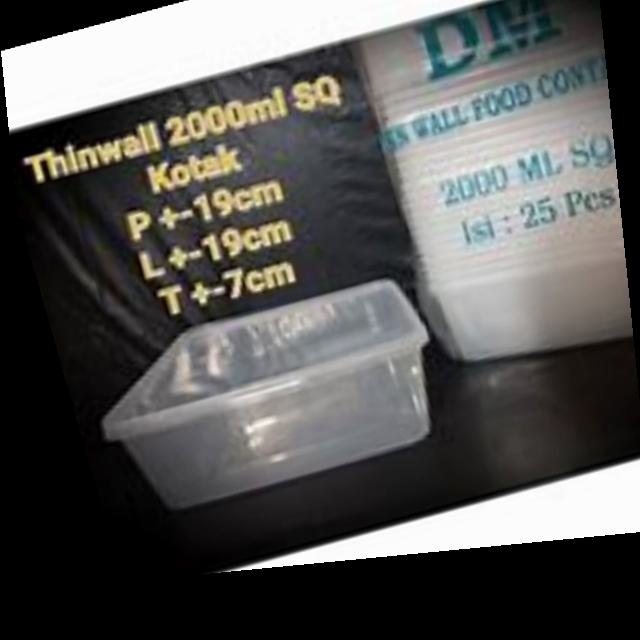 Thinwall 2000ml SQ
Kotak
P +-19cm
L +-19cm
T +-7cm
DM
WALL FOOD CONT
2000 ML SQ
Isi : 25 Pcs